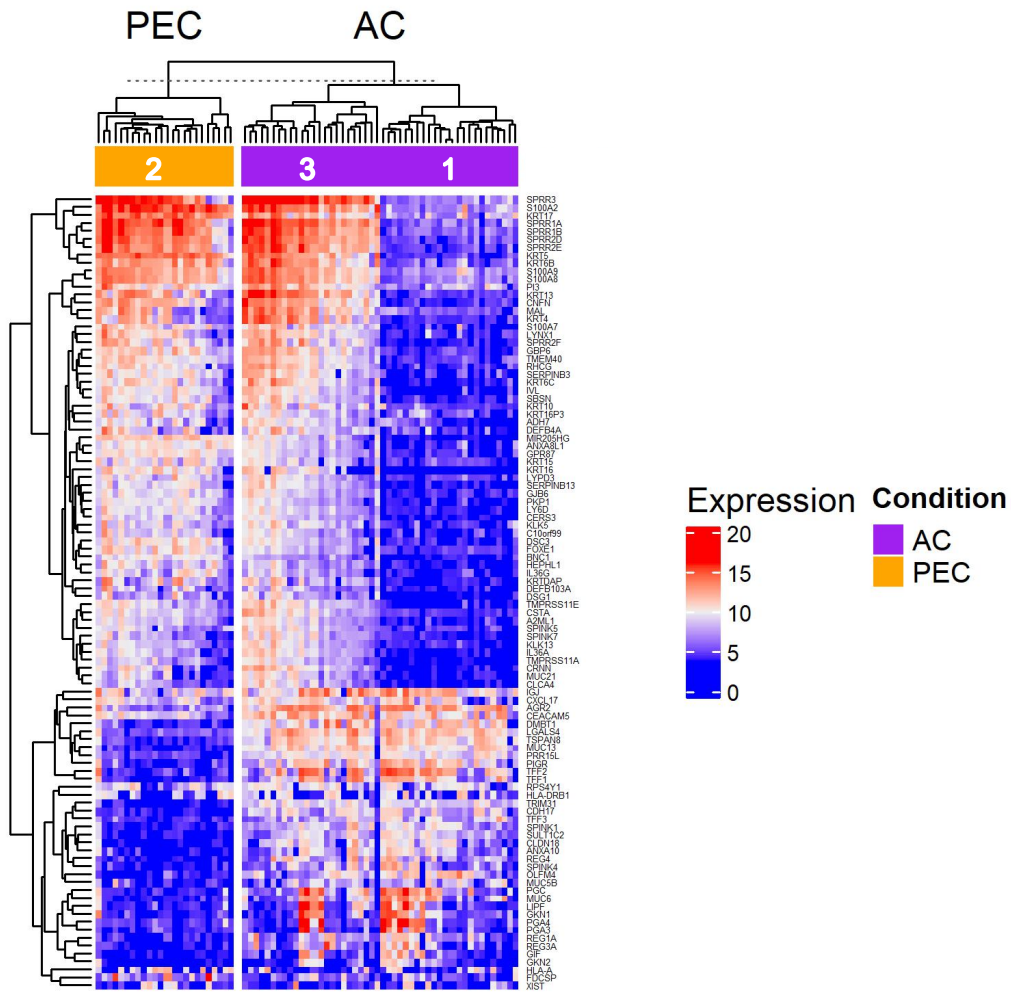 PEC AC
2 3 1
SPRR3
S100A2
KRT17
SPRR1A
SPRR1B
SPRR2D
SPRR2E
KRT5
KRT6B
S100A9
S100A8
PI3
KRT13
CNFN
MAL
KRT4
S100A7
LYNX1
SPRR2F
GBP6
TMEM40
RHCG
SERPINB3
KRT6C
IVL
SBSN
KRT10
KRT16P3
ADH7
DEFB4A
MIR205HG
ANXA8L1
GPR87
KRT15
KRT16
LYPD3
SERPINB13
GJB6
PKP1
LY6D
CERS3
KLK5
C10orf99
DSC3
FOXE1
BNC1
HEPHL1
IL36G
KRTDAP
DEFB103A
DSG1
TMPRSS11E
CSTA
A2ML1
SPINK5
SPINK7
KLK13
IL36A
TMPRSS11A
CRNN
MUC21
CLCA4
IGJ
CXCL17
AGR2
CEACAM5
DMBT1
LGALS4
TSPAN8
MUC13
PRR15L
PIGR
TFF2
TFF1
RPS4Y1
HLA-DRB1
TRIM31
CDH17
TFF3
SPINK1
SULT1C2
CLDN18
ANXA10
REG4
SPINK4
OLFM4
MUC5B
PGC
MUC6
LIPF
GKN1
PGA4
PGA3
REG1A
REG3A
GIF
GKN2
HLA-A
FDCSP
XIST
Expression
20
15
10
5
0
Condition
AC
PEC